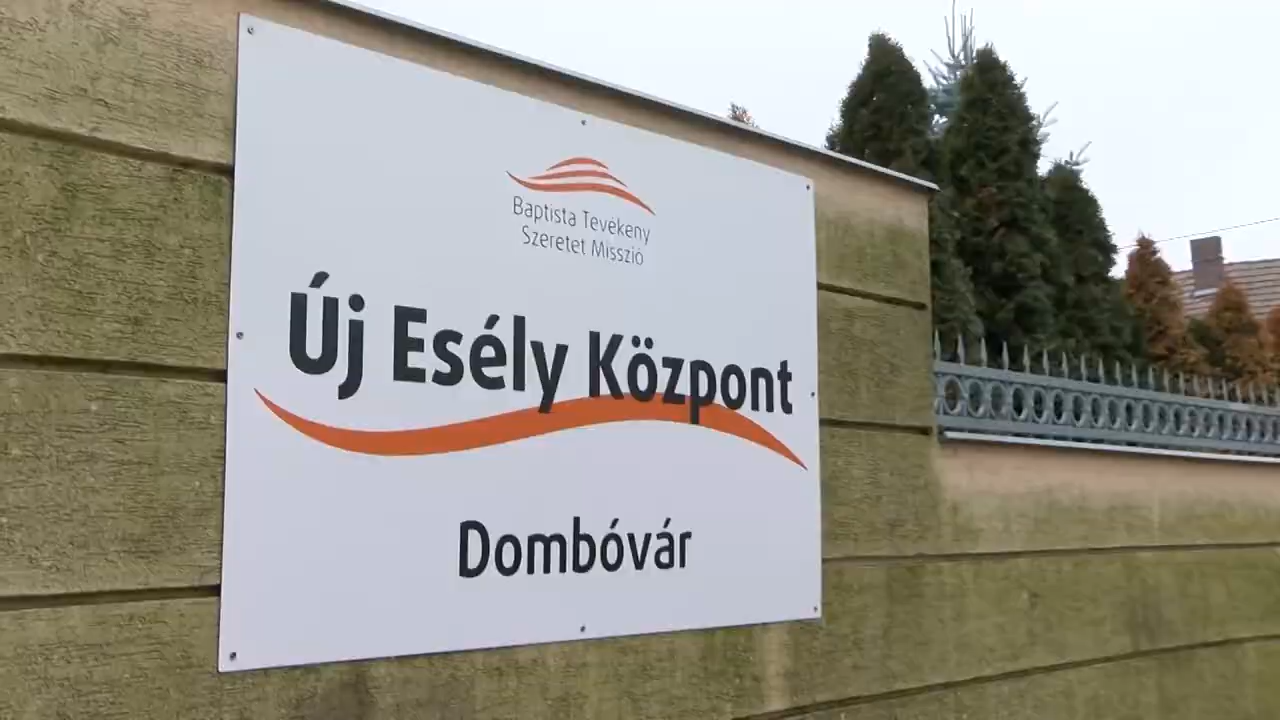 Baptista Tevékeny
Szeretet Misszió
Új Esély Központ
Dombóvár